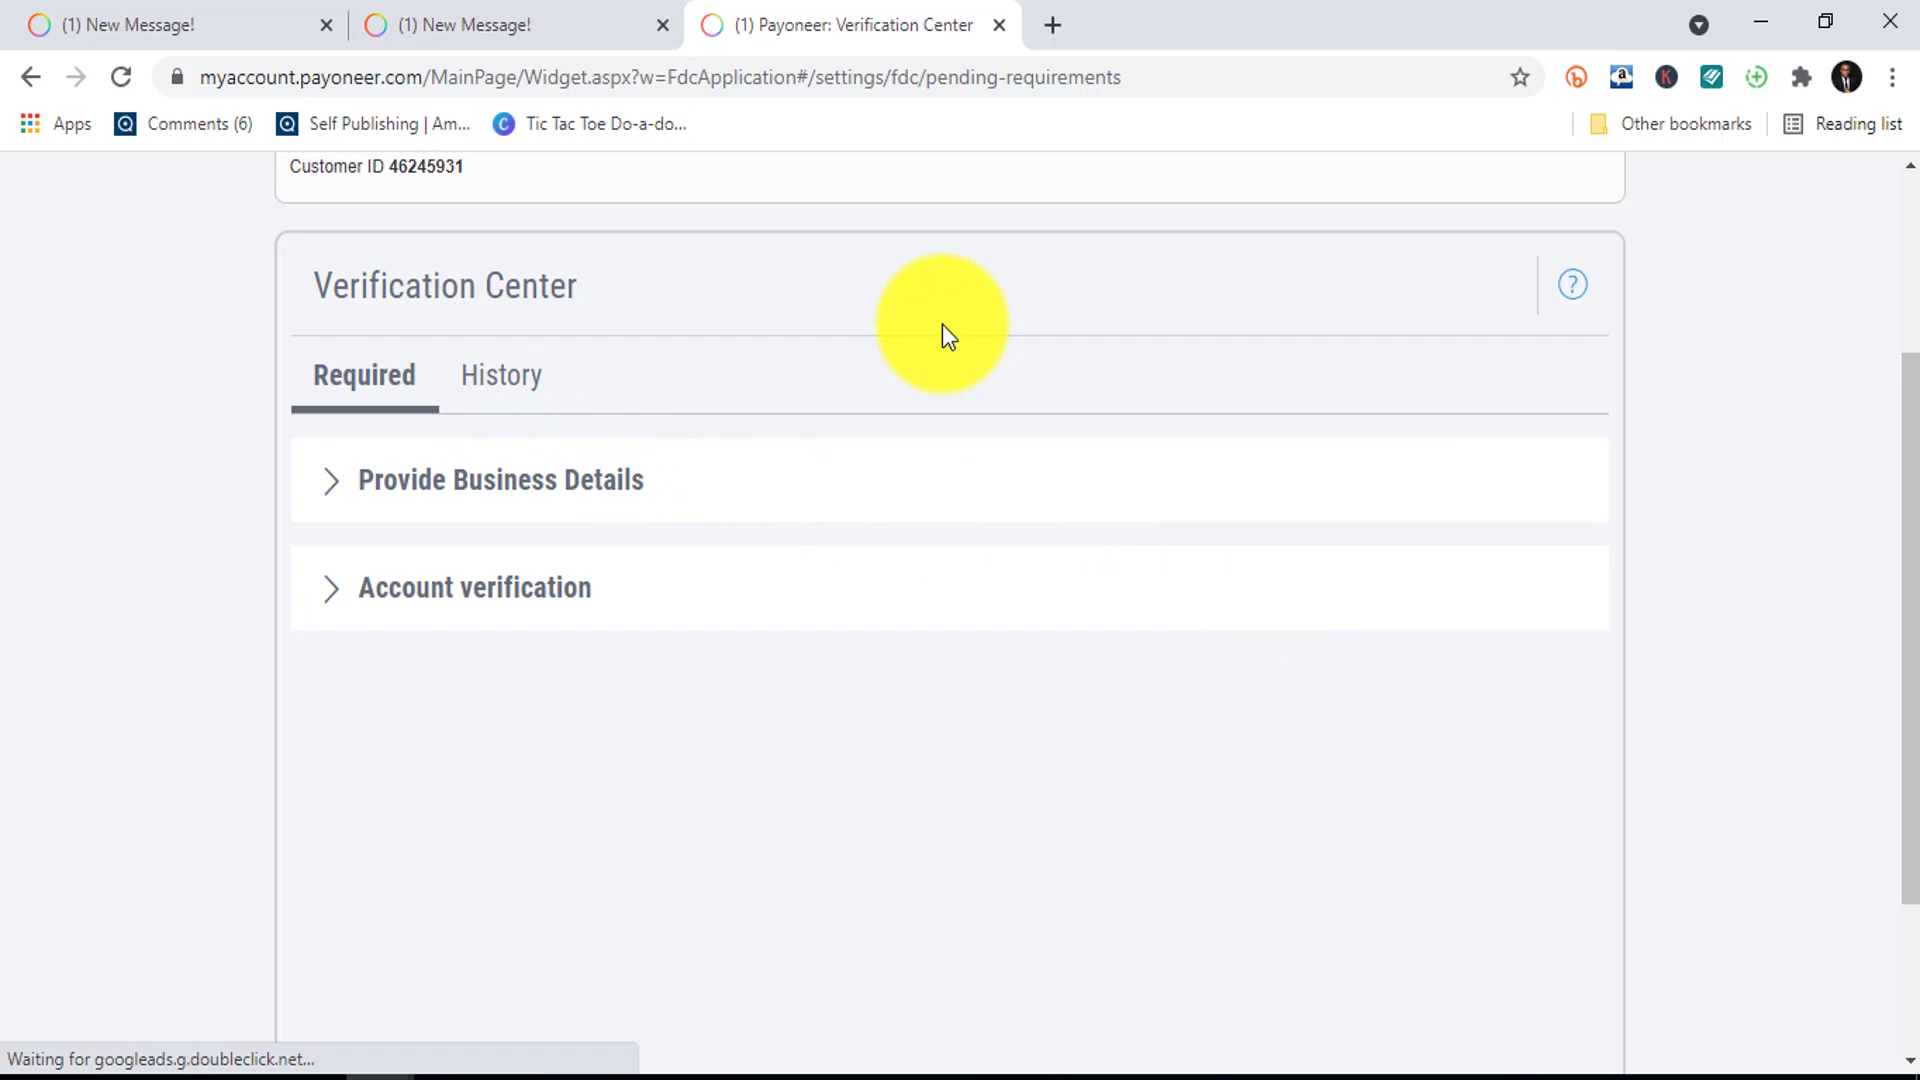 (1) New Message!
(1) New Message!
(1) Payoneer: Verification Center
myaccount.payoneer.com/MainPage/Widget.aspx?w=FdcApplication#/settings/fdc/pending-requirements
Apps
Comments (6)
Self Publishing | Am...
Tic Tac Toe Do-a-do...
Other bookmarks
Reading list
Customer ID 46245931
Verification Center
?
Required
History
Provide Business Details
Account verification
Waiting for googleads.g.doubleclick.net...